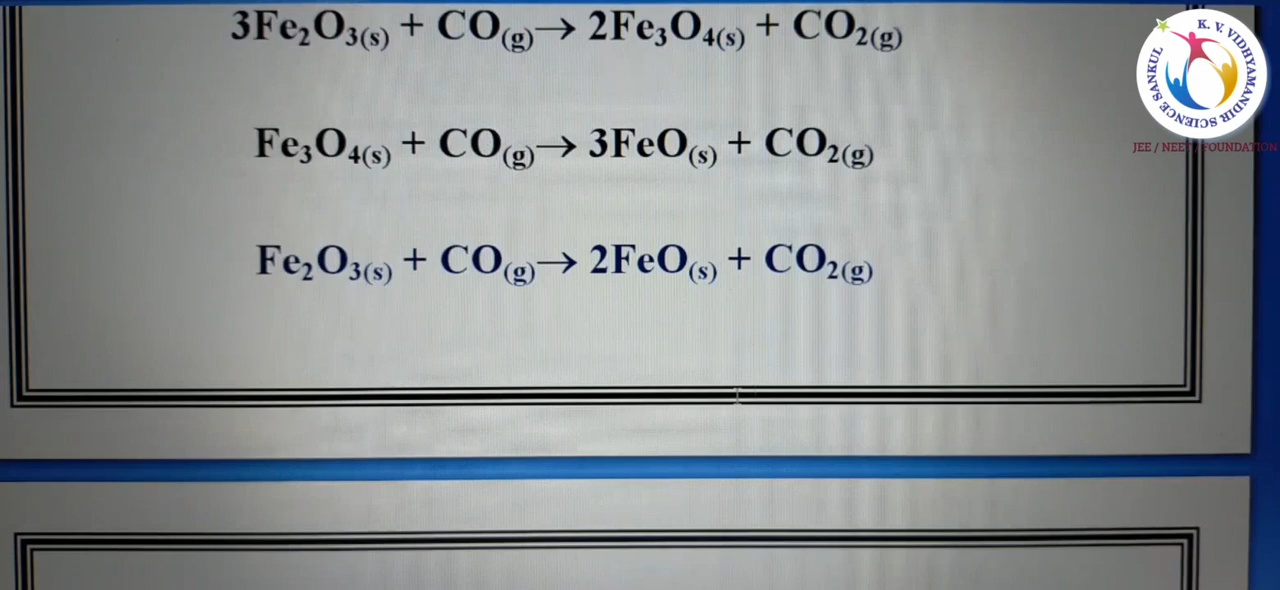 3Fe₂O₃(s) + CO(g)→ 2Fe₃O₄(s) + CO₂(g)
Fe₃O₄(s) + CO(g)→ 3FeO(s) + CO₂(g)
Fe₂O₃(s) + CO(g)→ 2FeO(s) + CO₂(g)
K. V. VIDHYAMANDIR SCIENCE SANKUL
JEE / NEET / FOUNDATION